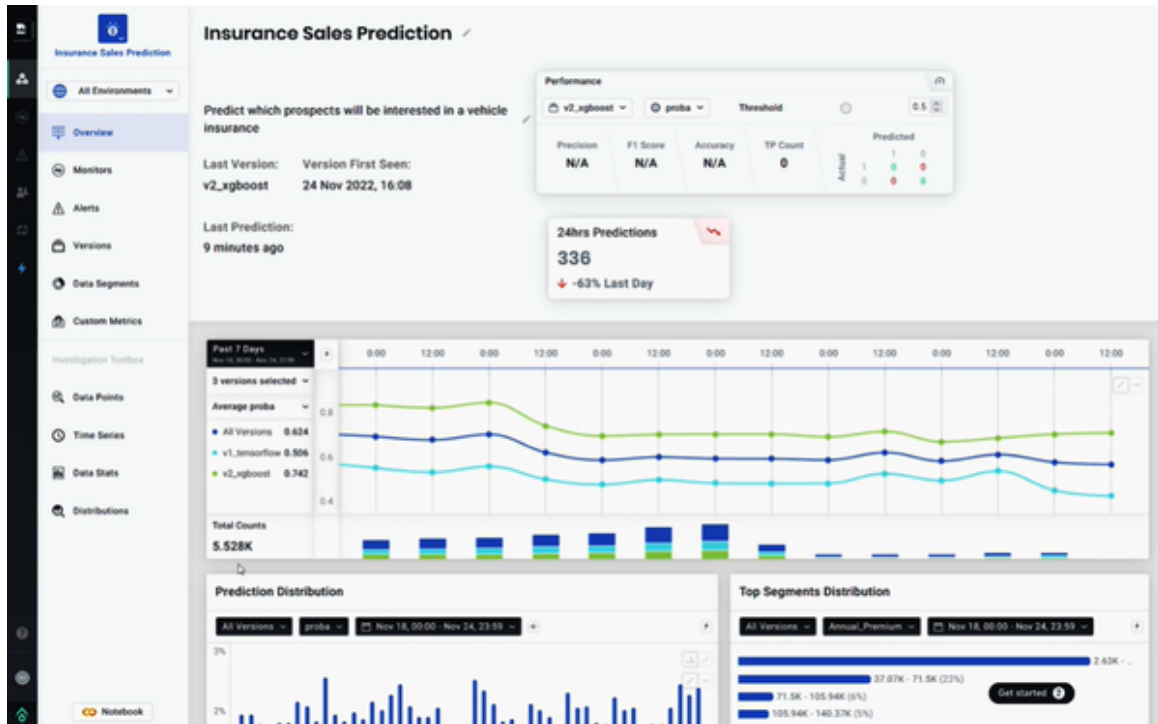 Insurance Sales Prediction
All Environments
Overview
Monitors
Alerts
Versions
Data Segments
Custom Metrics
Investigation Toolbox
Data Points
Time Series
Data Stats
Distributions
Notebook
Insurance Sales Prediction
Predict which prospects will be interested in a vehicle
insurance
Last Version: Version First Seen:
v2_xgboost 24 Nov 2022, 16:08
Last Prediction:
9 minutes ago
Performance
v2_xgboost proba Threshold 0.5
Precision F1 Score Accuracy TP Count
N/A N/A N/A 0
Predicted
1 0
Actual
1 0 0
0 0 0
24hrs Predictions
336
-63% Last Day
Past 7 Days
Nov 18, 00:00 - Nov 24, 23:59
0:00 12:00 0:00 12:00 0:00 12:00 0:00 12:00 0:00 12:00 0:00 12:00 0:00 12:00
3 versions selected
Average proba
All Versions 0.624
v1_tensorflow 0.506
v2_xgboost 0.742
0.8
0.6
0.4
Total Counts
5.528K
Prediction Distribution
All Versions proba Nov 18, 00:00 - Nov 24, 23:59
3%
2%
Top Segments Distribution
All Versions Annual_Premium Nov 18, 00:00 - Nov 24, 23:59
2.63K - ...
37.07K - 71.5K (23%)
71.5K - 105.94K (6%)
105.94K - 140.37K (5%)
Get started 2